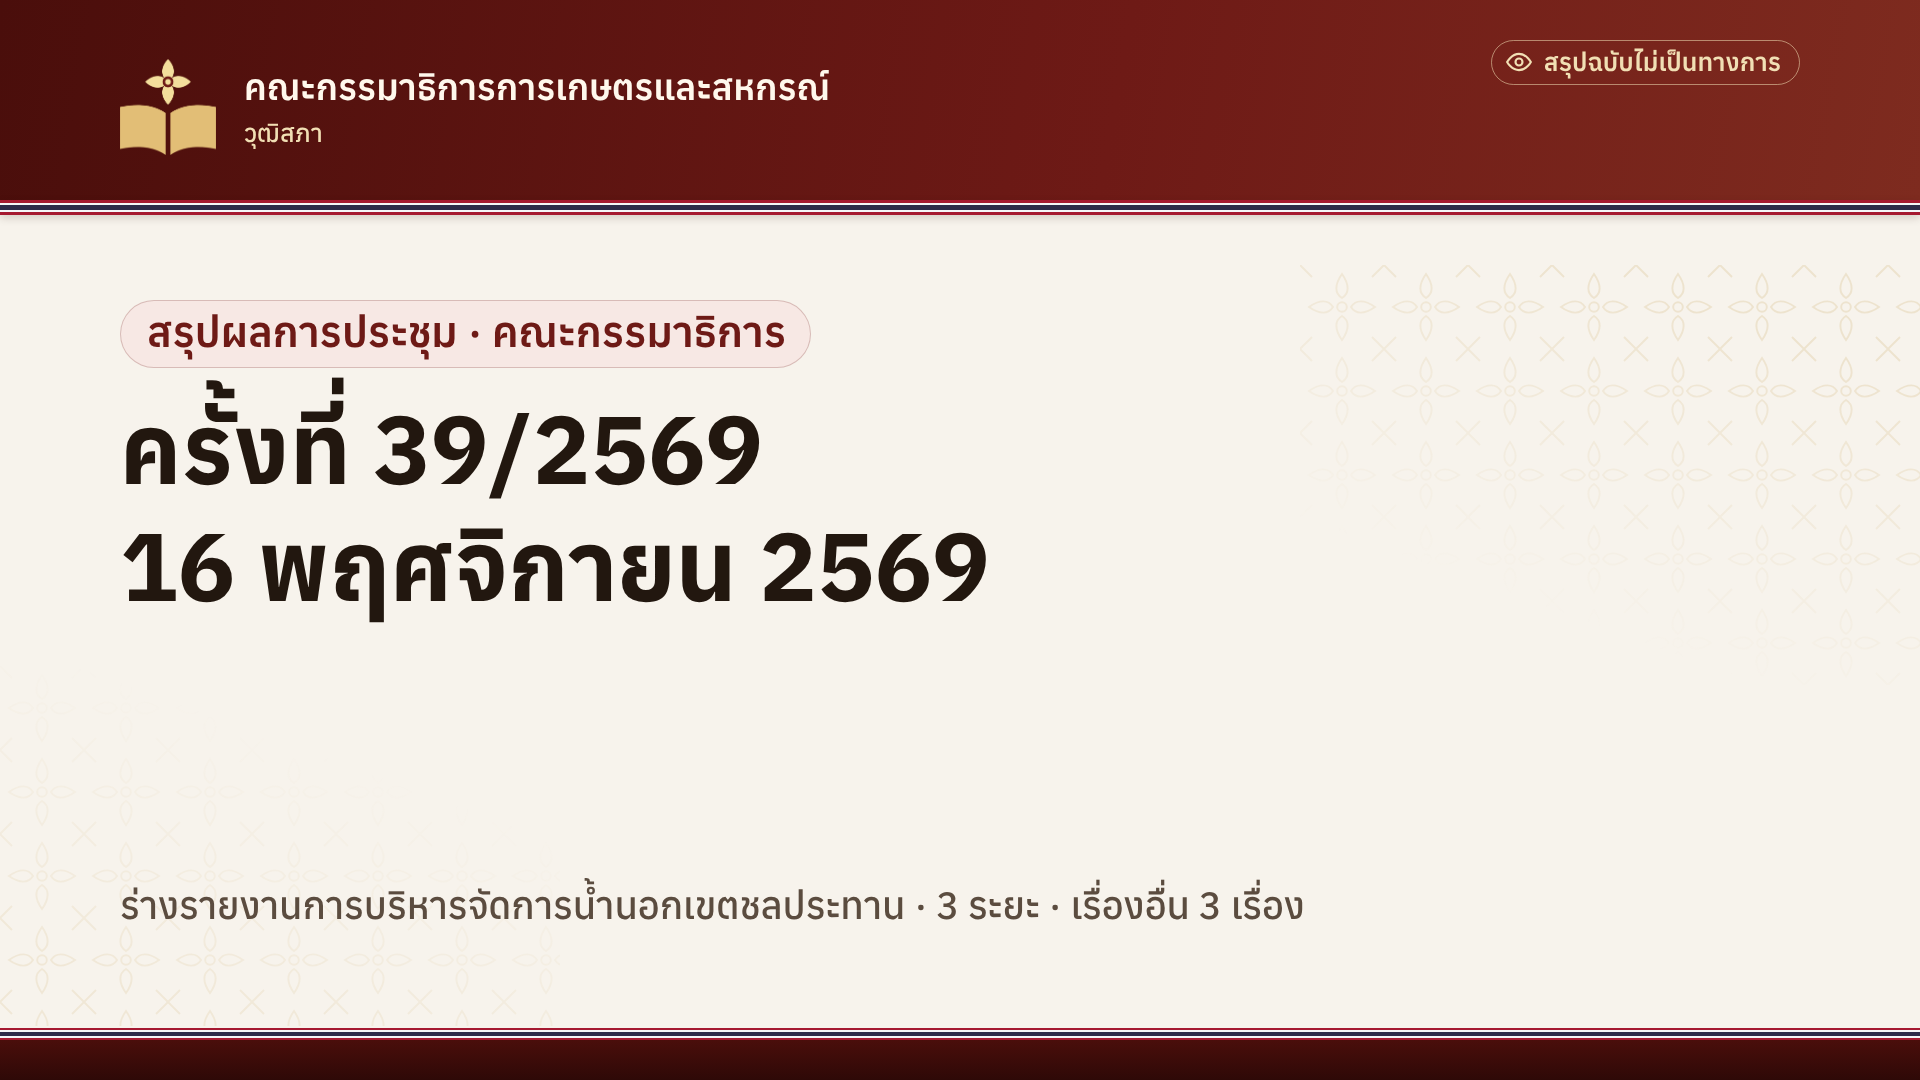 คณะกรรมาธิการการเกษตรและสหกรณ์
วุฒิสภา
สรุปฉบับไม่เป็นทางการ
สรุปผลการประชุม · คณะกรรมาธิการ
ครั้งที่ 39/2569
16 พฤศจิกายน 2569
ร่างรายงานการบริหารจัดการน้ำนอกเขตชลประทาน · 3 ระยะ · เรื่องอื่น 3 เรื่อง